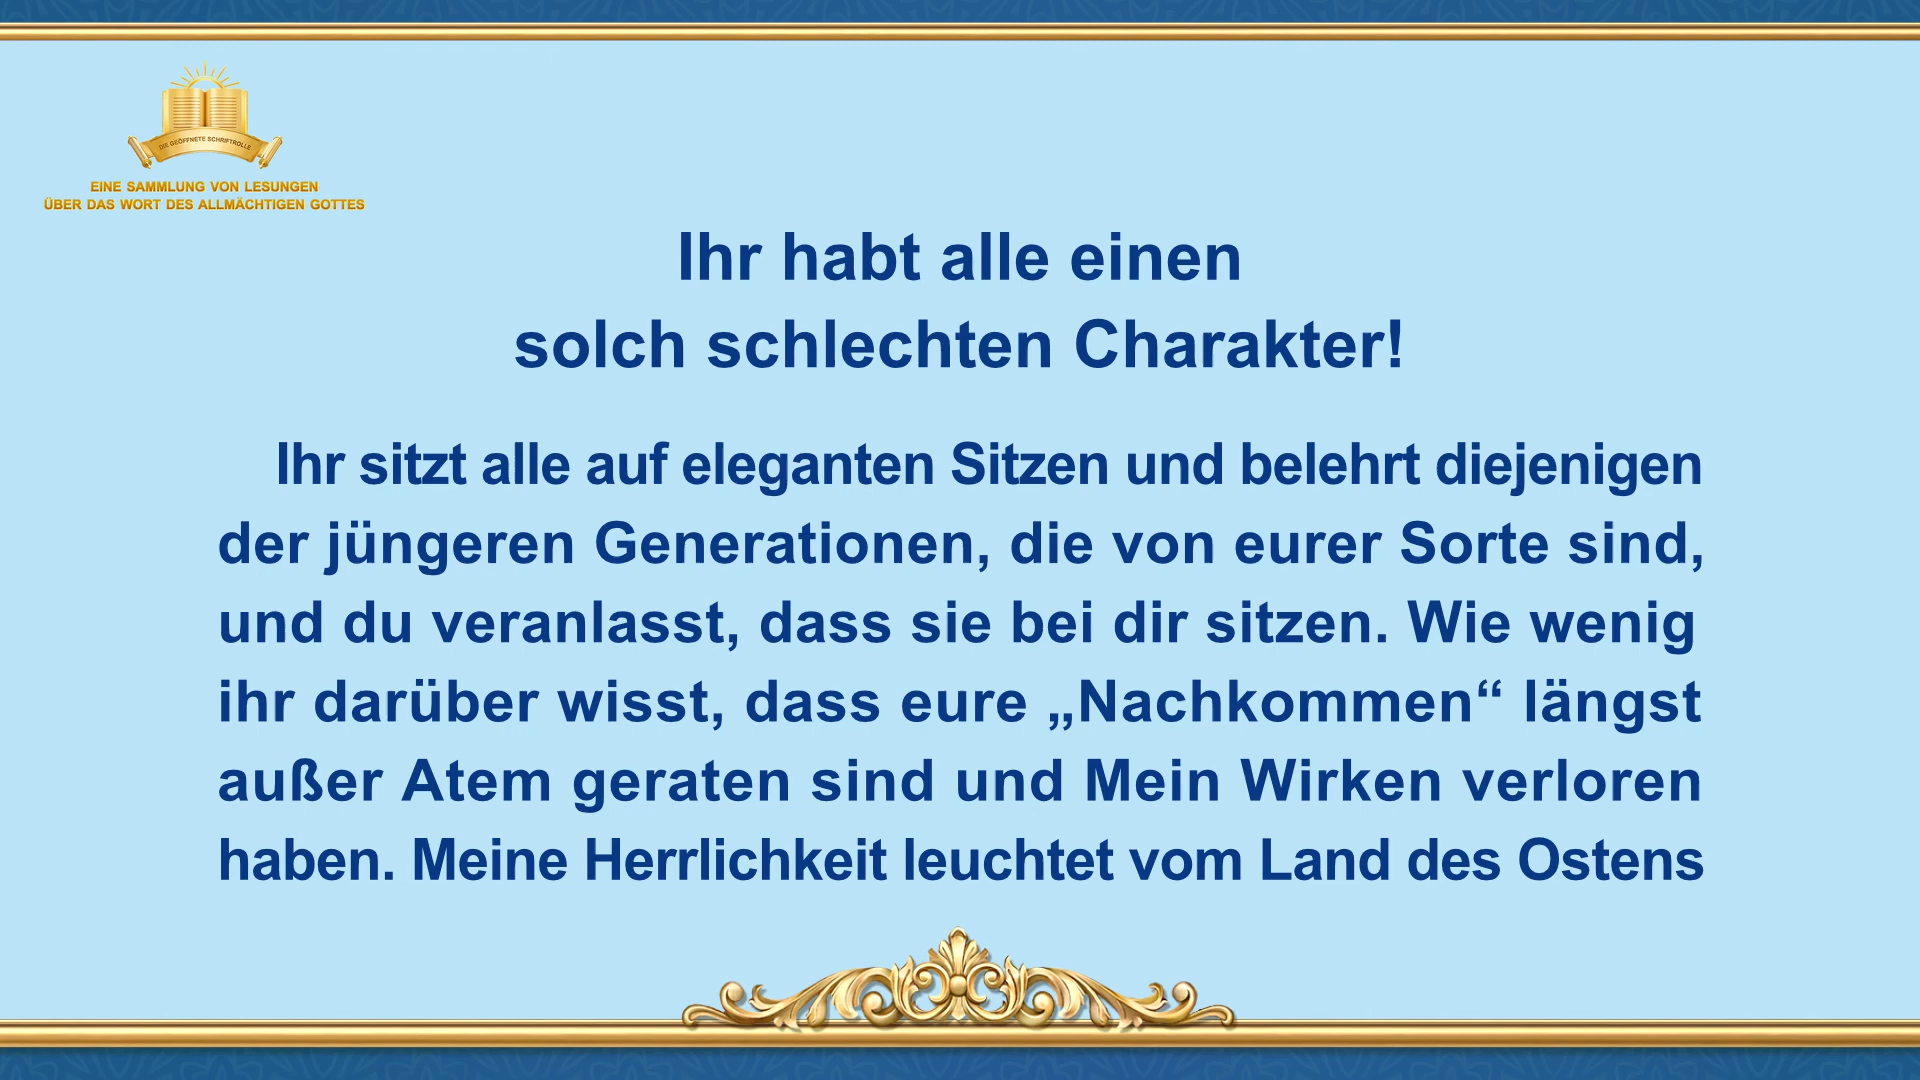 DIE GEÖFFNETE SCHRIFTROLLE
EINE SAMMLUNG VON LESUNGEN
ÜBER DAS WORT DES ALLMÄCHTIGEN GOTTES
Ihr habt alle einen
solch schlechten Charakter!
Ihr sitzt alle auf eleganten Sitzen und belehrt diejenigen
der jüngeren Generationen, die von eurer Sorte sind,
und du veranlasst, dass sie bei dir sitzen. Wie wenig
ihr darüber wisst, dass eure „Nachkommen“ längst
außer Atem geraten sind und Mein Wirken verloren
haben. Meine Herrlichkeit leuchtet vom Land des Ostens